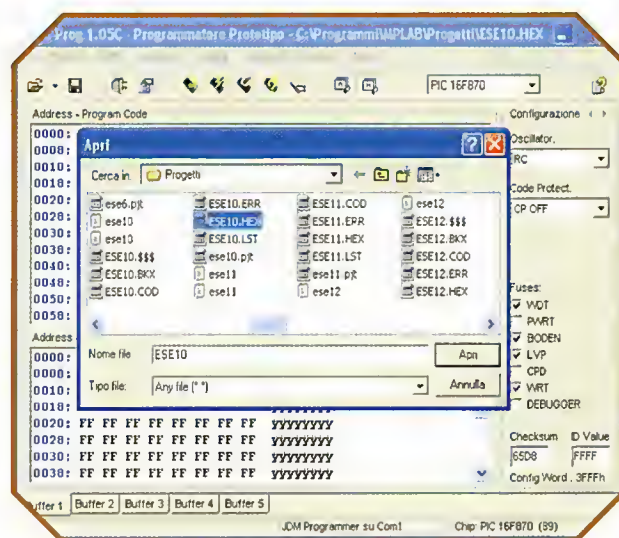 Prog 1.05C - Programmatore Prototipo - C:\Programmi\MPLAB\Progetti\ESE10.HEX
PIC 16F870
Address - Program Code
Configurazione
0000:
0008:
0010:
0018:
0020:
0028:
0030:
0038:
0040:
0048:
0050:
0058:
Apri
Cerca in: Progetti
ese6.pjt
ese10
ese10
ESE10.$$$
ESE10.BKX
ESE10.COD
ESE10.ERR
ESE10.HEX
ESE10.LST
ese10.pjt
ese11
ese11
ESE11.COD
ESE11.ERR
ESE11.HEX
ESE11.LST
ese11.pjt
ese12
ese12
ESE12.$$$
ESE12.BKX
ESE12.COD
ESE12.ERR
ESE12.HEX
Nome file ESE10
Apri
Tipo file: Any file (*.*)
Annulla
Oscillator.
RC
Code Protect.
CP OFF
Fuses:
WDT
PWRT
BODEN
LVP
CPD
WRT
DEBUGGER
Checksum ID Value
65D8 FFFF
Config Word. 3FFFh
Address
0000:
0008:
0010:
0018:
0020: FF FF FF FF FF FF FF FF ÿÿÿÿÿÿÿÿ
0028: FF FF FF FF FF FF FF FF ÿÿÿÿÿÿÿÿ
0030: FF FF FF FF FF FF FF FF ÿÿÿÿÿÿÿÿ
0038: FF FF FF FF FF FF FF FF ÿÿÿÿÿÿÿÿ
uffer 1 Buffer 2 Buffer 3 Buffer 4 Buffer 5
JDM Programmer su Com1 Chip: PIC 16F870 (89)